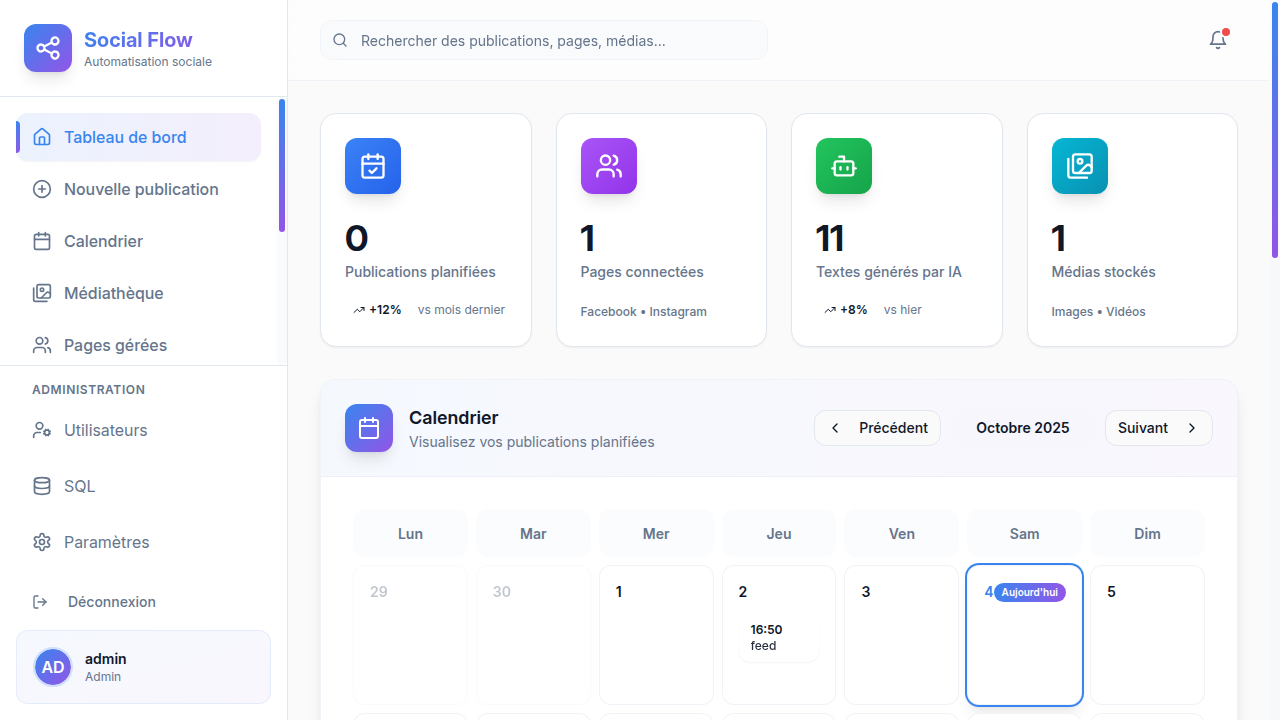 Social Flow
Automatisation sociale
Rechercher des publications, pages, médias...
Tableau de bord
Nouvelle publication
Calendrier
Médiathèque
Pages gérées
ADMINISTRATION
Utilisateurs
SQL
Paramètres
Déconnexion
AD
admin
Admin
0
Publications planifiées
+12% vs mois dernier
1
Pages connectées
Facebook • Instagram
11
Textes générés par IA
+8% vs hier
1
Médias stockés
Images • Vidéos
Calendrier
Visualisez vos publications planifiées
Précédent
Octobre 2025
Suivant
Lun Mar Mer Jeu Ven Sam Dim
29 30 1 2 3 4 Aujourd'hui 5
16:50
feed